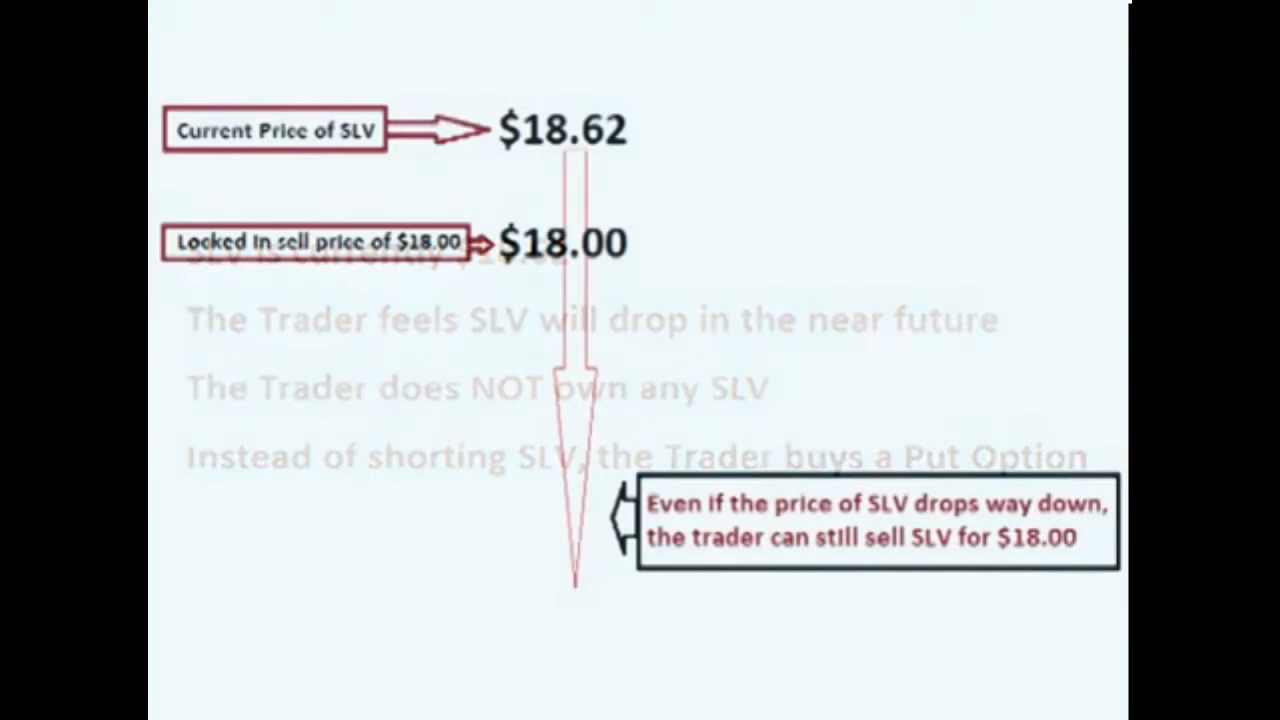 Current Price of SLV
$18.62
Locked in sell price of $18.00
$18.00
SLV is currently
The Trader feels SLV will drop in the near future
The Trader does NOT own any SLV
Instead of shorting SLV, the Trader buys a Put Option
Even if the price of SLV drops way down,
the trader can still sell SLV for $18.00